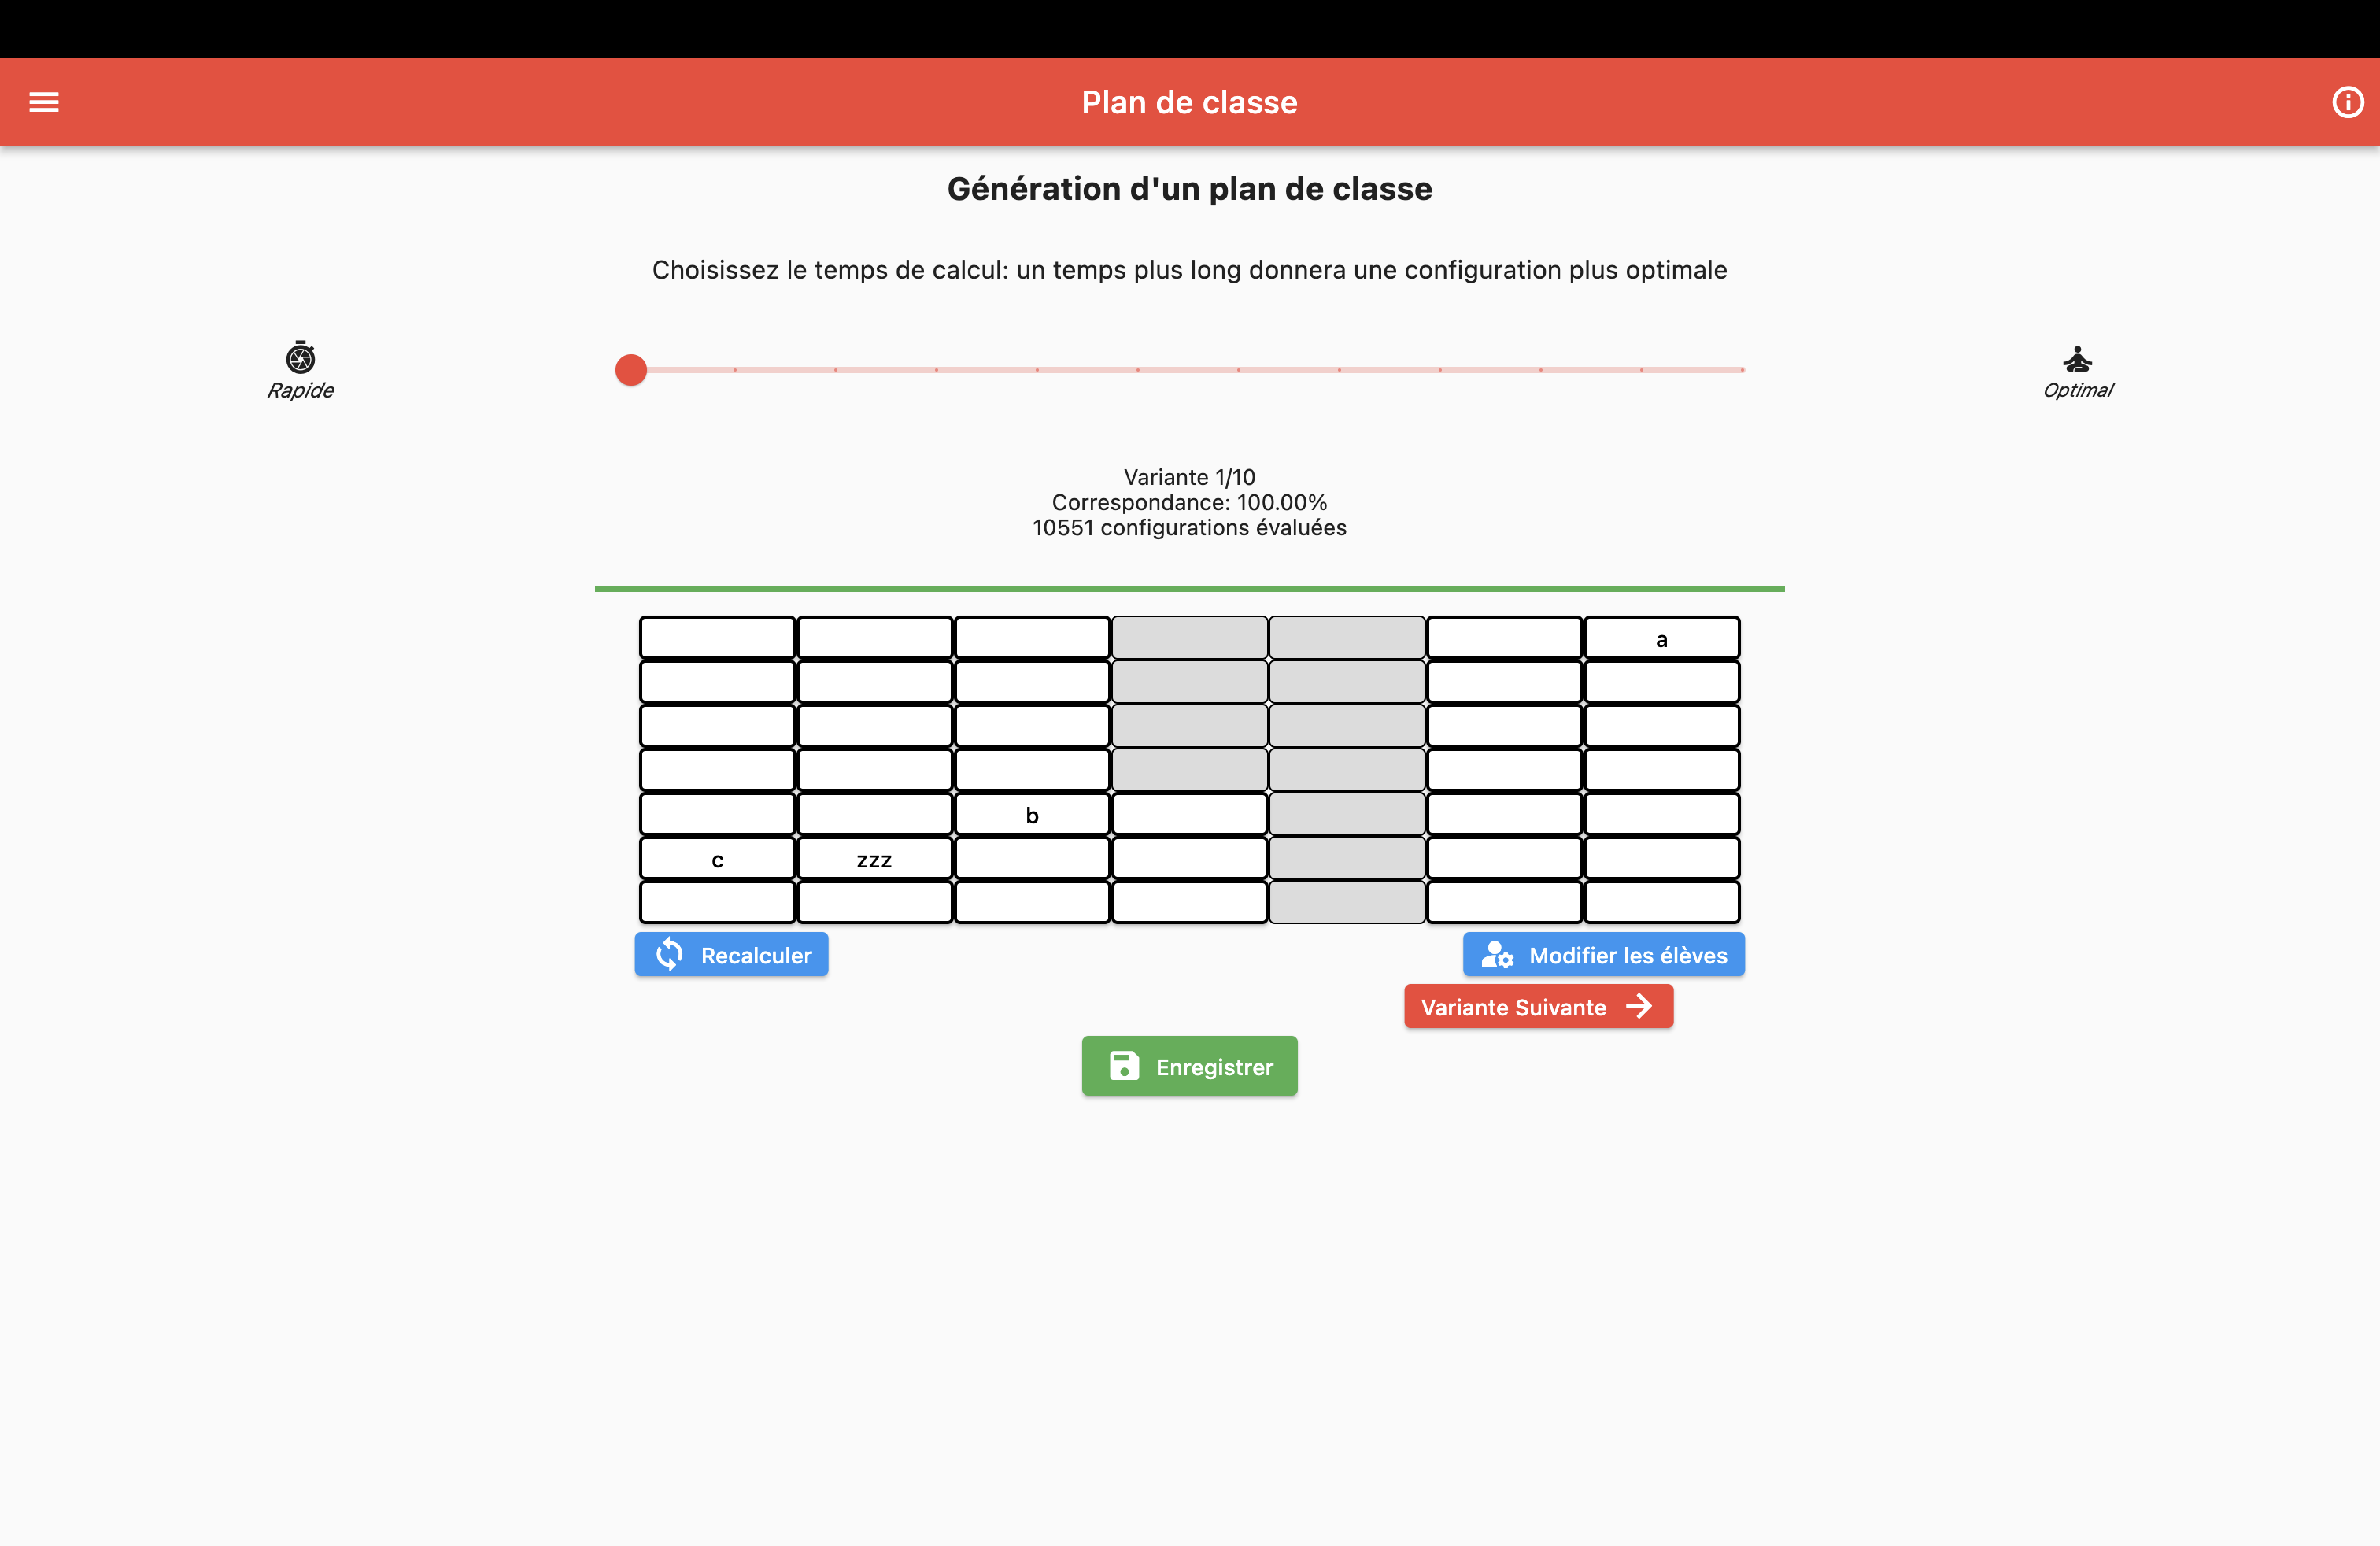 Plan de classe
Génération d'un plan de classe
Choisissez le temps de calcul: un temps plus long donnera une configuration plus optimale
Rapide
Optimal
Variante 1/10
Correspondance: 100.00%
10551 configurations évaluées
a
b
c zzz
Recalculer
Modifier les élèves
Variante Suivante
Enregistrer